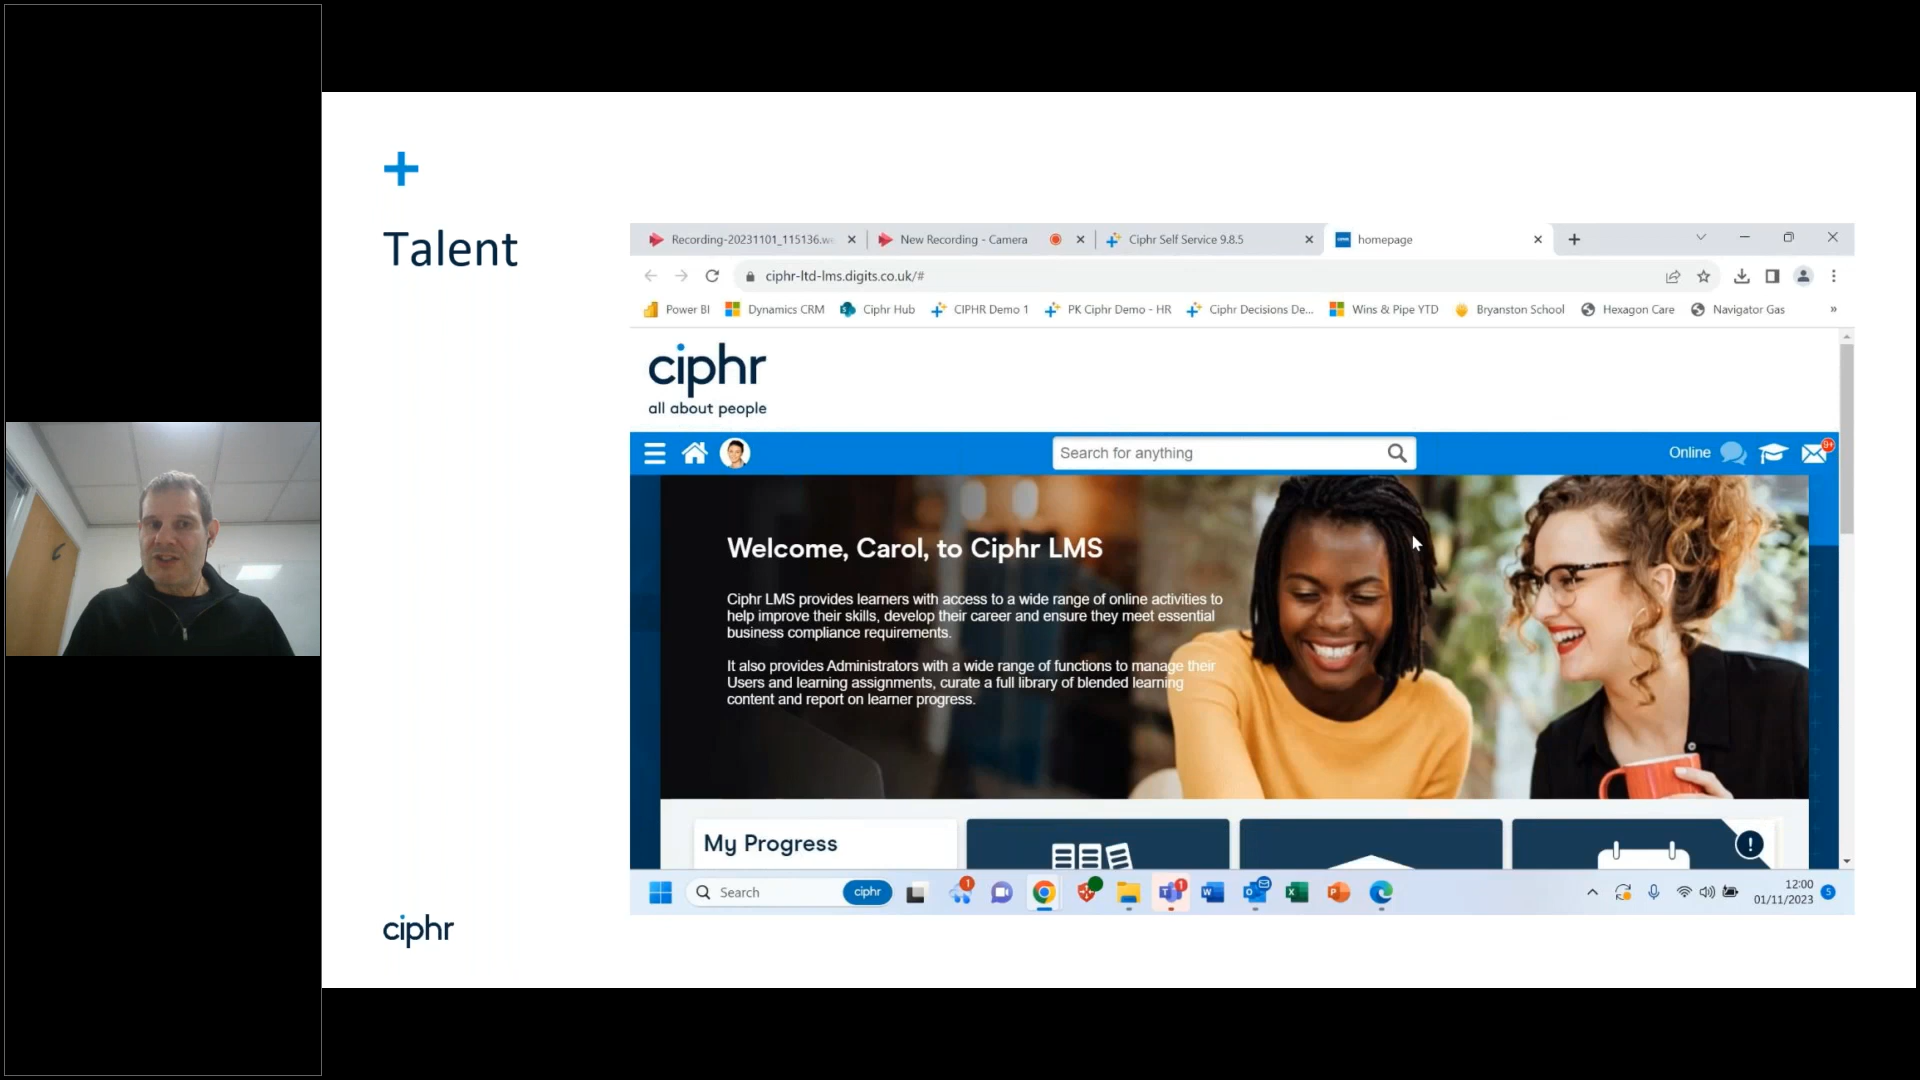 Talent
Recording-20231101_115136.we
New Recording - Camera
Ciphr Self Service 9.8.5
homepage
ciphr-ltd-lms.digits.co.uk/#
Power BI
Dynamics CRM
Ciphr Hub
CIPHR Demo 1
PK Ciphr Demo - HR
Ciphr Decisions De...
Wins & Pipe YTD
Bryanston School
Hexagon Care
Navigator Gas
»
ciphr
all about people
Search for anything
Online
9+
Welcome, Carol, to Ciphr LMS
Ciphr LMS provides learners with access to a wide range of online activities to
help improve their skills, develop their career and ensure they meet essential
business compliance requirements.
It also provides Administrators with a wide range of functions to manage their
Users and learning assignments, curate a full library of blended learning
content and report on learner progress.
My Progress
!
Search
ciphr
1
1
12:00
01/11/2023
5
ciphr